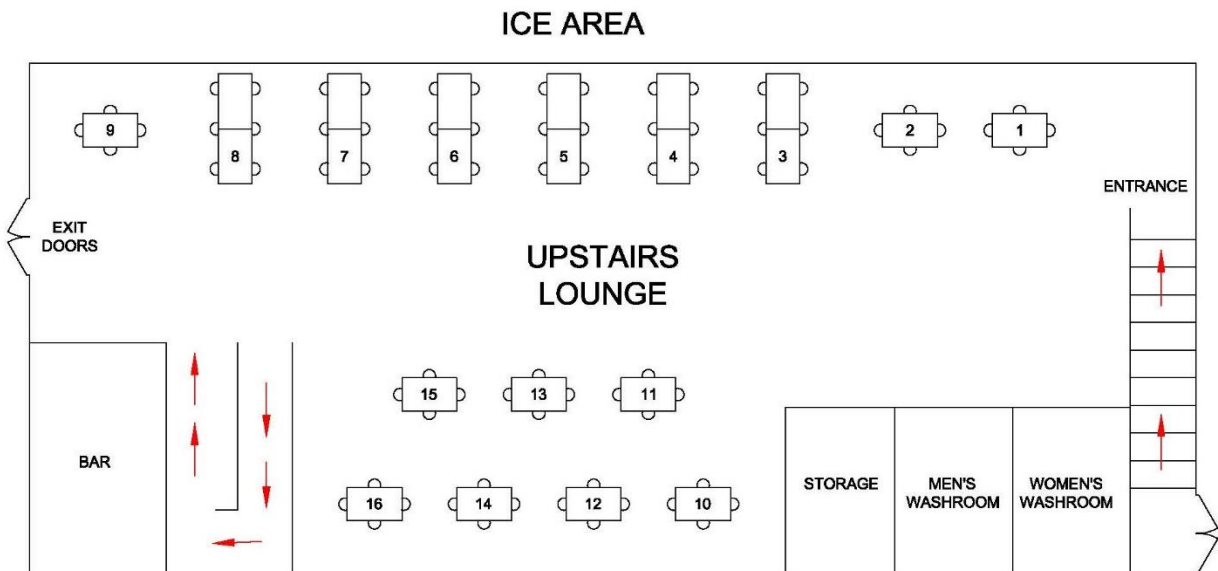 ICE AREA
9
8
7
6
5
4
3
2
1
ENTRANCE
EXIT
DOORS
UPSTAIRS
LOUNGE
15
13
11
BAR
STORAGE
MEN'S
WASHROOM
WOMEN'S
WASHROOM
16
14
12
10